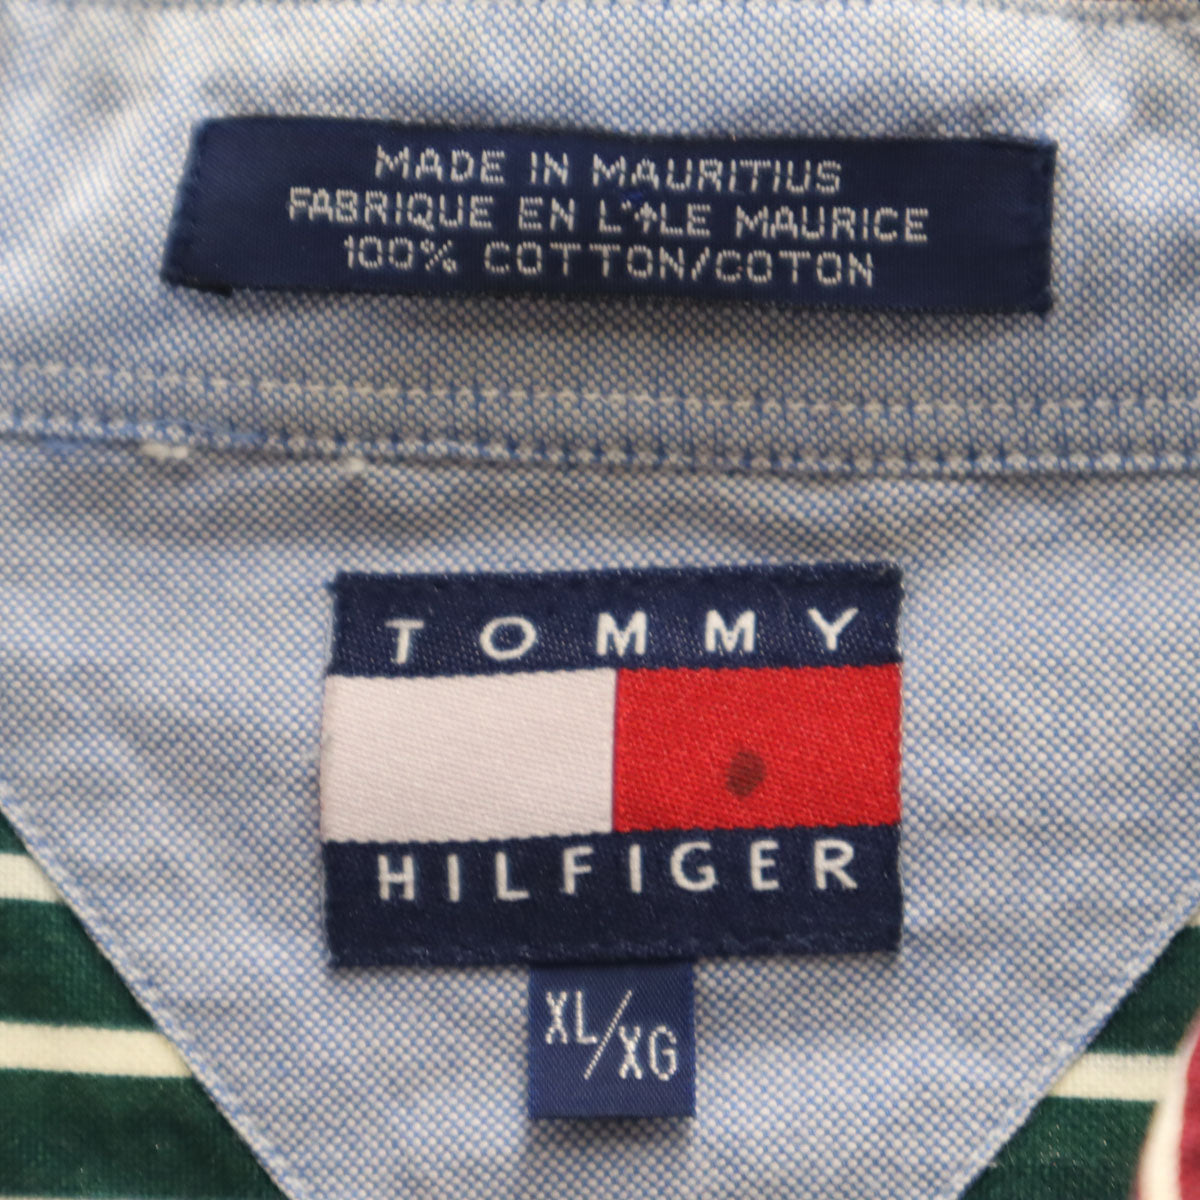 MADE IN MAURITIUS
FABRIQUE EN L'ILE MAURICE
100% COTTON/COTON
TOMMY
HILFIGER
XL/XG